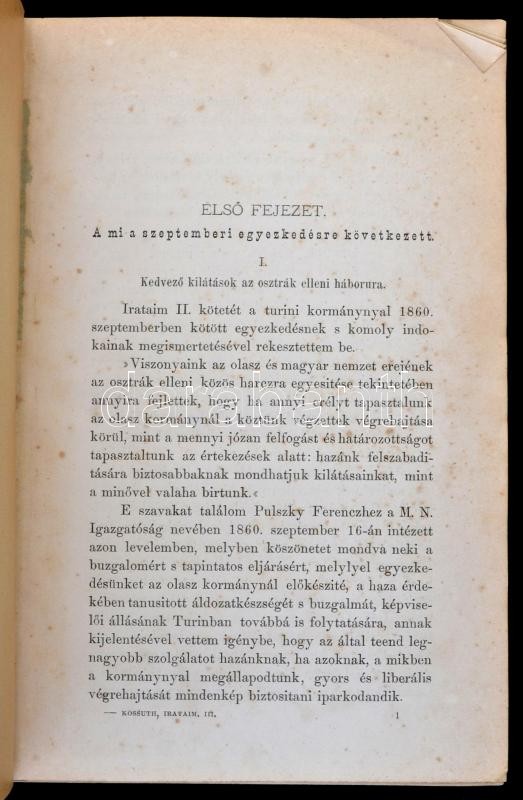 ELSŐ FEJEZET.
A mi a szeptemberi egyezkedésre következett.
I.
Kedvező kilátások az osztrák elleni háborura.
Irataim II. kötetét a turini kormánynyal 1860.
szeptemberben kötött egyezkedésnek s komoly indo-
kainak megismertetésével rekesztettem be.
»Viszonyaink az olasz és magyar nemzet erejének
az osztrák elleni közös harczra egyesitése tekintetében
annyira fejlettek, hogy ha annyi erélyt tapasztalunk
az olasz kormánynál a köztünk végzettek végrehajtása
körül, mint a mennyi józan felfogást és határozottságot
tapasztaltunk az értekezések alatt: hazánk felszabadi-
tására biztosabbaknak mondhatjuk kilátásainkat, mint
a minővel valaha birtunk.«
E szavakat találom Pulszky Ferenczhez a M. N.
Igazgatóság nevében 1860. szeptember 16-án intézett
azon levelemben, melyben köszönetet mondva neki a
buzgalomért s tapintatos eljárásért, melylyel egyezke-
désünket az olasz kormánynál előkészité, a haza érde-
kében tanusitott áldozatkészségét s buzgalmát, képvise-
lői állásának Turinban továbbá is folytatására, annak
kijelentésével vettem igénybe, hogy az által teend leg-
nagyobb szolgálatot hazánknak, ha azoknak, a mikben
a kormánynyal megállapodtunk, gyors és liberális
végrehajtását mindenkép biztositani iparkodandik.
— KOSSUTH, IRATAIM. III. 1